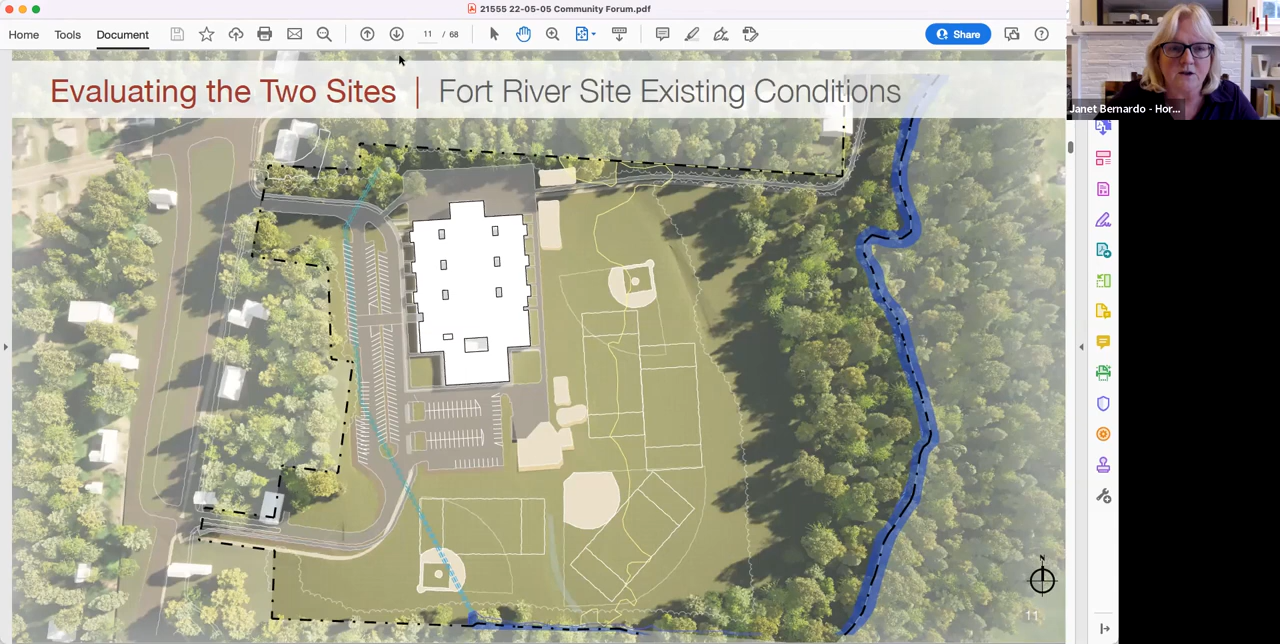 21555 22-05-05 Community Forum.pdf
Home Tools Document
11 / 68
Share
Evaluating the Two Sites | Fort River Site Existing Conditions
Janet Bernardo - Hor...
N
11